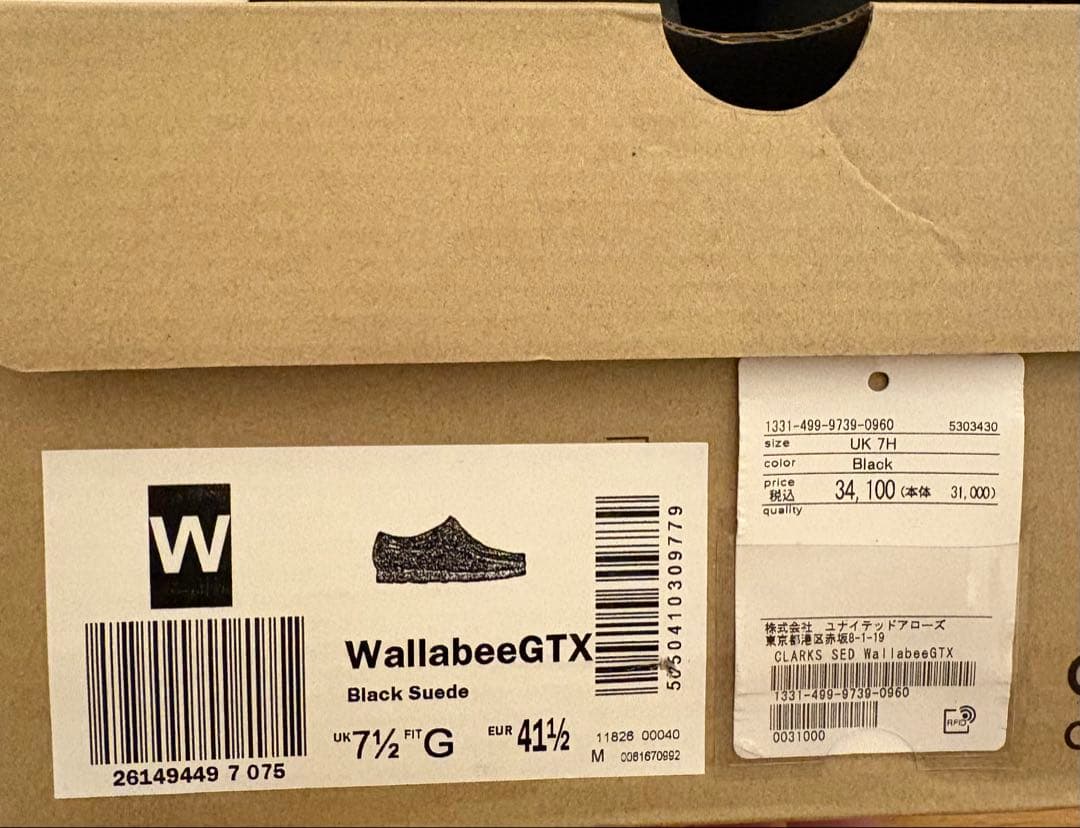 W
WallabeeGTX
Black Suede
UK 7½ FIT G EUR 41½
26149449 7 075
5050410309779
11826 00040
M 0081670992
1331-499-9739-0960 5303430
size UK 7H
color Black
price
税込 34,100 (本体 31,000)
quality
株式会社 ユナイテッドアローズ
東京都港区赤坂8-1-19
CLARKS SED WallabeeGTX
1331-499-9739-0960
0031000
RFID